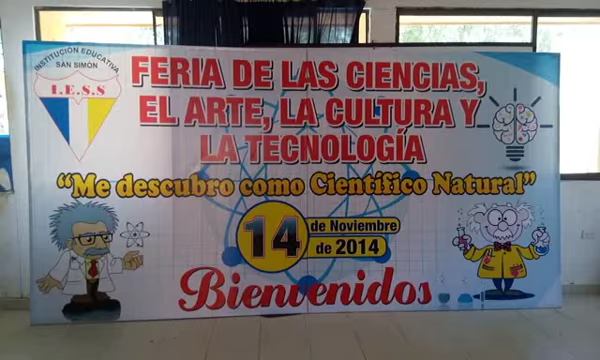 INSTITUCION EDUCATIVA
SAN SIMÓN
I.E.S.S
FERIA DE LAS CIENCIAS,
EL ARTE, LA CULTURA Y
LA TECNOLOGÍA
"Me descubro como Científico Natural"
14
de Noviembre
de 2014
Bienvenidos.